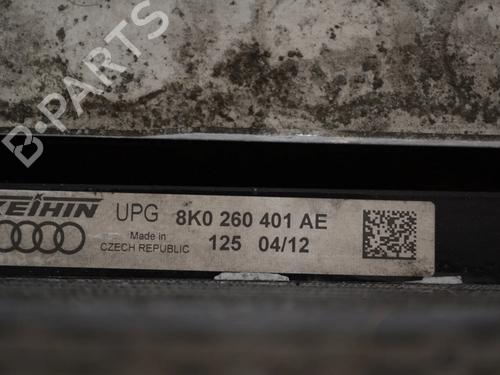 B-PARTS
KEIHIN UPG 8K0 260 401 AE
Made in
CZECH REPUBLIC
125 04/12